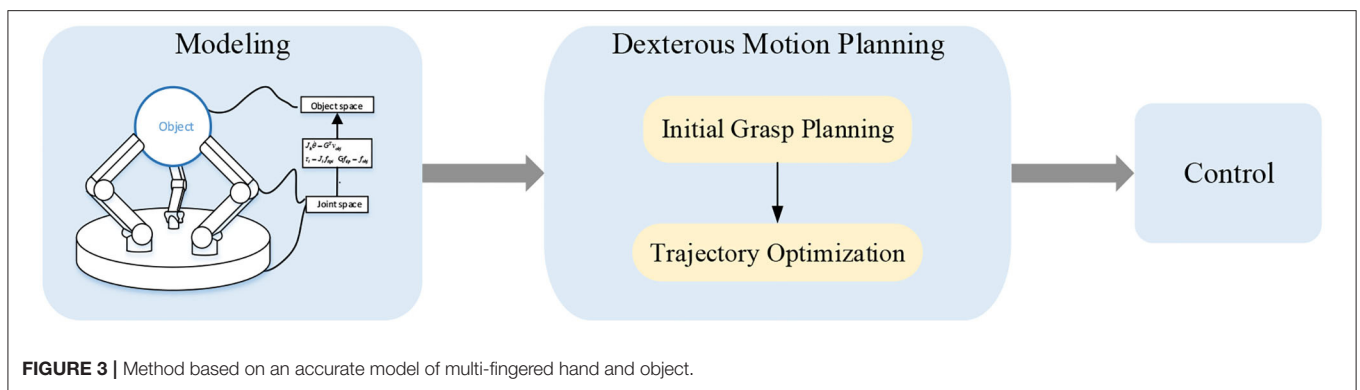 Modeling
Object space
Object
Joint space
Dexterous Motion Planning
Initial Grasp Planning
Trajectory Optimization
Control
FIGURE 3 | Method based on an accurate model of multi-fingered hand and object.